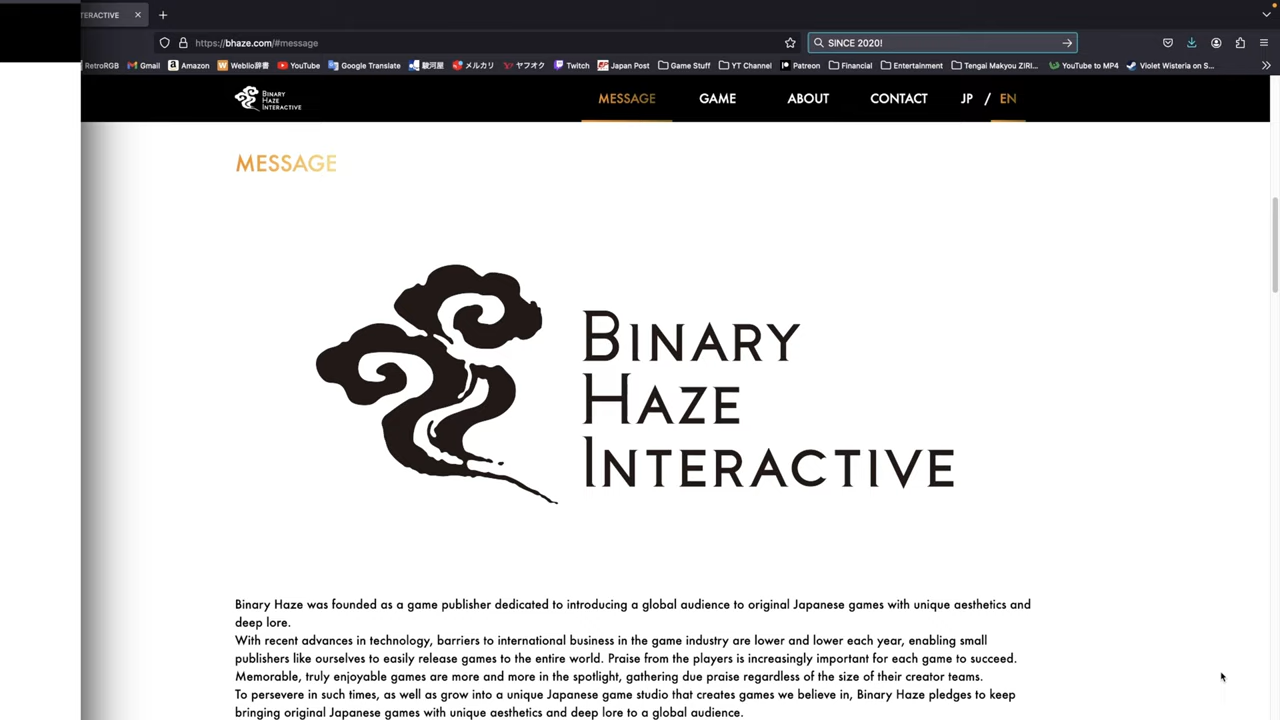 ERACTIVE
https://bhaze.com/#message
SINCE 2020!
RetroRGB Gmail Amazon Weblio辞書 YouTube Google Translate 駿河屋 メルカリ ヤフオク Twitch Japan Post Game Stuff YT Channel Patreon Financial Entertainment Tengai Makyou ZIRI... YouTube to MP4 Violet Wisteria on S...
BINARY
HAZE
INTERACTIVE
MESSAGE GAME ABOUT CONTACT JP / EN
MESSAGE
BINARY
HAZE
INTERACTIVE
Binary Haze was founded as a game publisher dedicated to introducing a global audience to original Japanese games with unique aesthetics and
deep lore.
With recent advances in technology, barriers to international business in the game industry are lower and lower each year, enabling small
publishers like ourselves to easily release games to the entire world. Praise from the players is increasingly important for each game to succeed.
Memorable, truly enjoyable games are more and more in the spotlight, gathering due praise regardless of the size of their creator teams.
To persevere in such times, as well as grow into a unique Japanese game studio that creates games we believe in, Binary Haze pledges to keep
bringing original Japanese games with unique aesthetics and deep lore to a global audience.